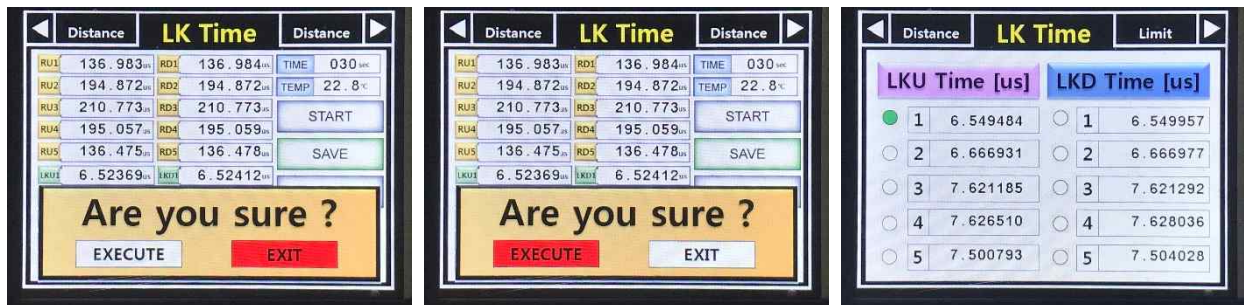 Distance LK Time Distance
RU1 136.983us RD1 136.984us TIME 030 sec
RU2 194.872us RD2 194.872us TEMP 22.8℃
RU3 210.773us RD3 210.773us START
RU4 195.057us RD4 195.059us
RU5 136.475us RD5 136.478us SAVE
LKU1 6.52369us LKD1 6.52412us
Are you sure ?
EXECUTE EXIT
Distance LK Time Distance
RU1 136.983us RD1 136.984us TIME 030 sec
RU2 194.872us RD2 194.872us TEMP 22.8℃
RU3 210.773us RD3 210.773us START
RU4 195.057us RD4 195.059us
RU5 136.475us RD5 136.478us SAVE
LKU1 6.52369us LKD1 6.52412us
Are you sure ?
EXECUTE EXIT
Distance LK Time Limit
LKU Time [us] LKD Time [us]
1 6.549484 1 6.549957
2 6.666931 2 6.666977
3 7.621185 3 7.621292
4 7.626510 4 7.628036
5 7.500793 5 7.504028